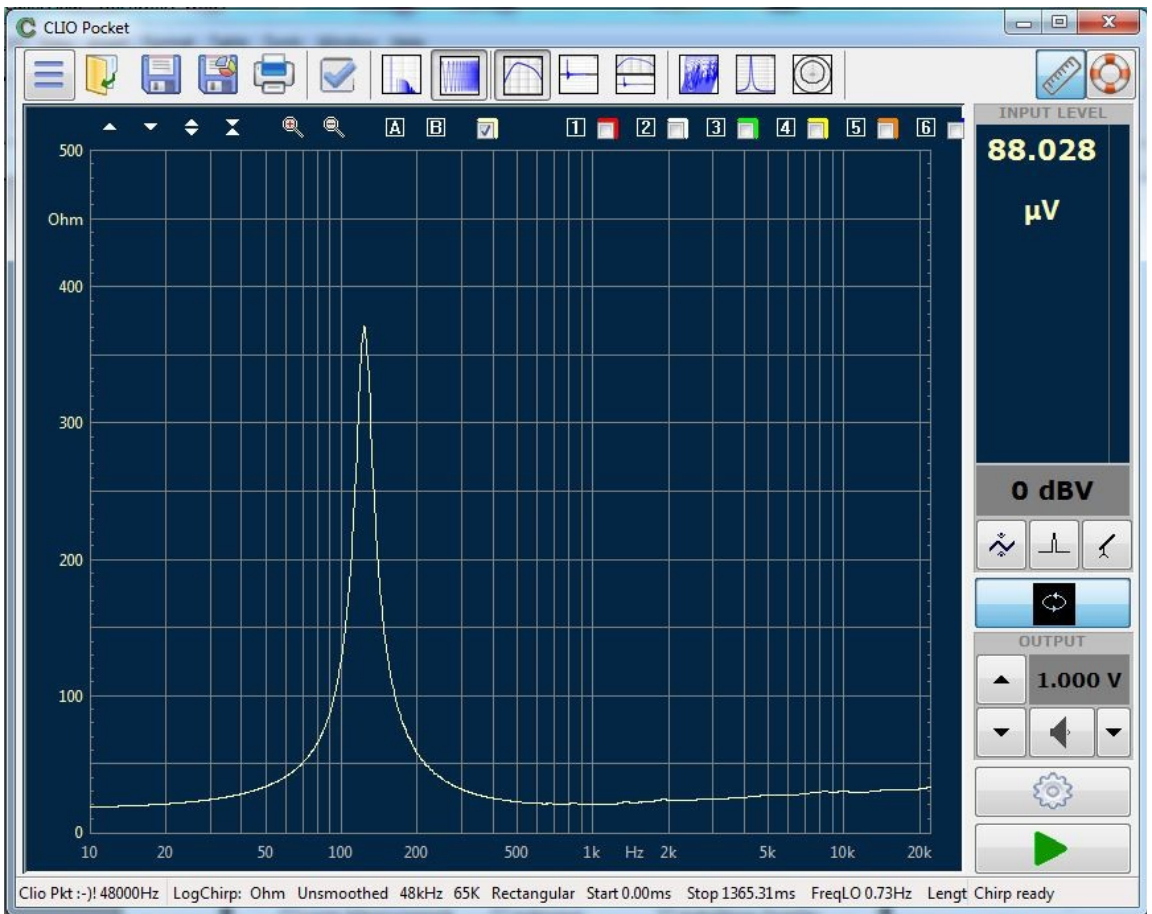 CLIO Pocket
A B 1 2 3 4 5 6
INPUT LEVEL
88.028
µV
500
Ohm
400
300
200
100
0
10 20 50 100 200 500 1k Hz 2k 5k 10k 20k
0 dBV
OUTPUT
1.000 V
Clio Pkt :-)! 48000Hz LogChirp: Ohm Unsmoothed 48kHz 65K Rectangular Start 0.00ms Stop 1365.31ms FreqLO 0.73Hz Lengt Chirp ready